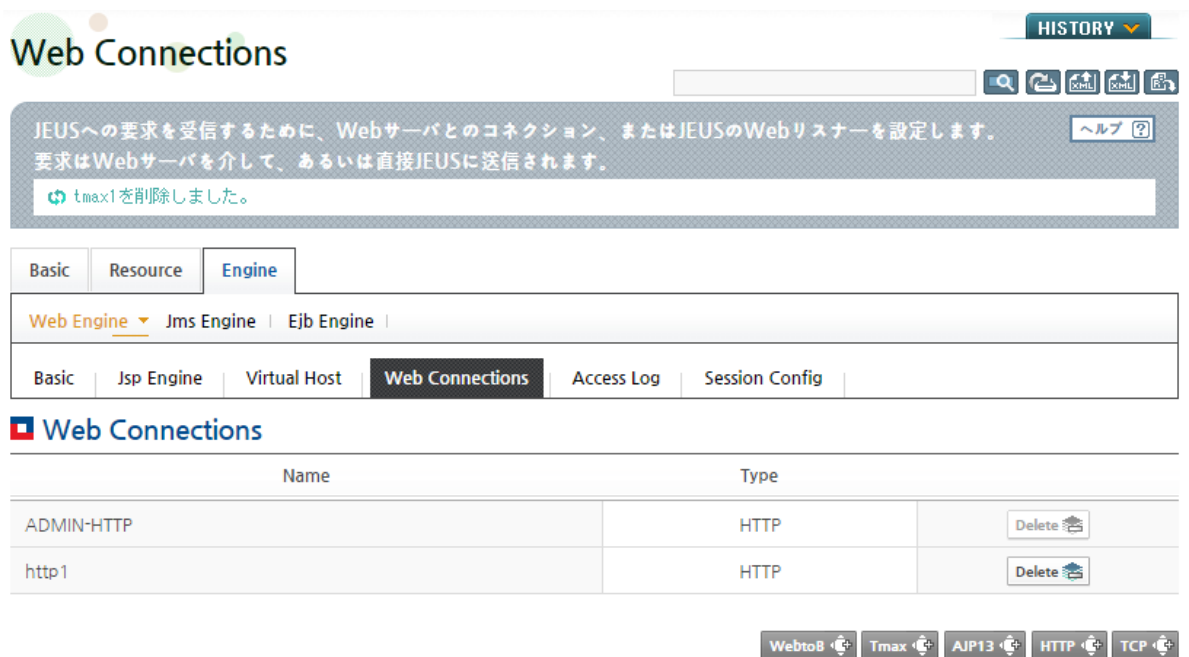 HISTORY
Web Connections
XML XML
JEUSへの要求を受信するために、Webサーバとのコネクション、またはJEUSのWebリスナーを設定します。
ヘルプ ?
要求はWebサーバを介して、あるいは直接JEUSに送信されます。
tmax1を削除しました。
Basic Resource Engine
Web Engine Jms Engine Ejb Engine
Basic Jsp Engine Virtual Host Web Connections Access Log Session Config
Web Connections
Name Type
ADMIN-HTTP HTTP Delete
http1 HTTP Delete
WebtoB Tmax AJP13 HTTP TCP